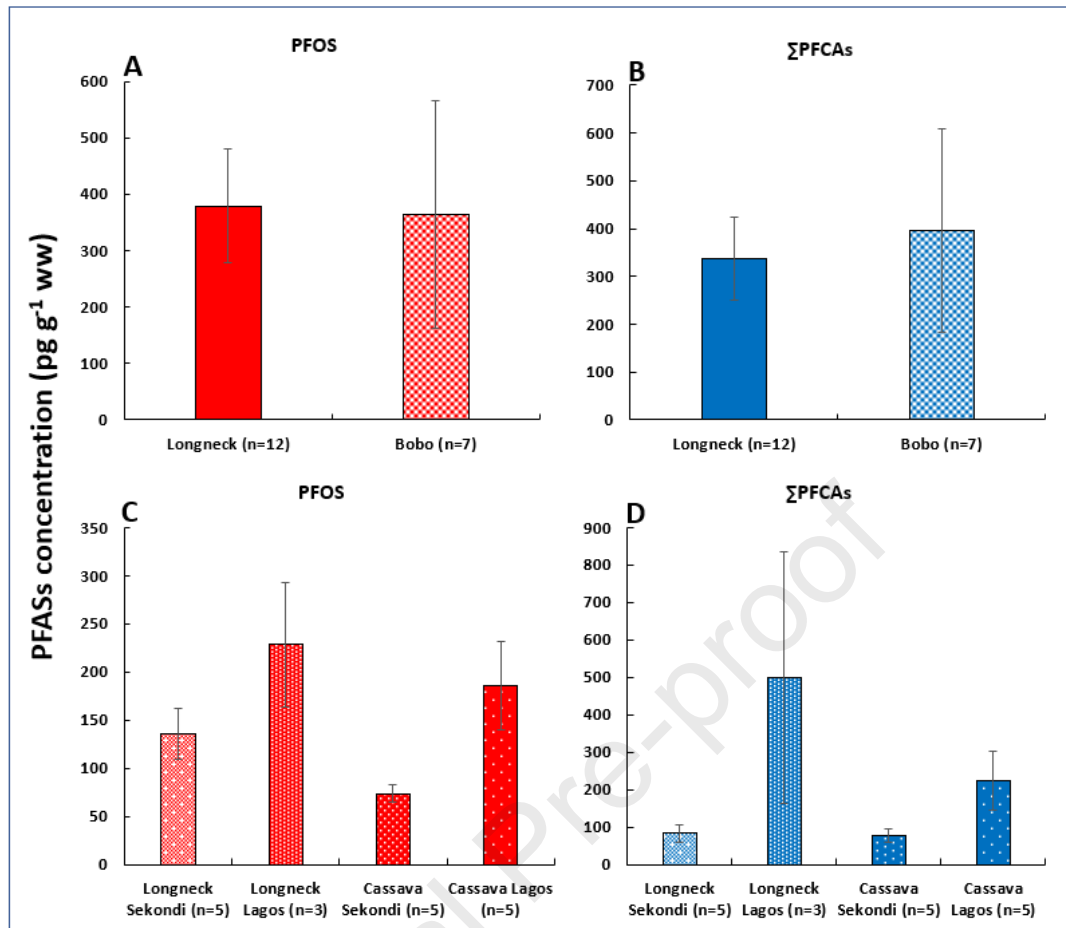 PFASs concentration (pg g⁻¹ ww)
A
PFOS
600
500
400
300
200
100
0
Longneck (n=12) Bobo (n=7)
B
∑PFCAs
700
600
500
400
300
200
100
0
Longneck (n=12) Bobo (n=7)
C
PFOS
350
300
250
200
150
100
50
0
Longneck Longneck Cassava Cassava Lagos
Sekondi (n=5) Lagos (n=3) Sekondi (n=5) (n=5)
D
∑PFCAs
900
800
700
600
500
400
300
200
100
0
Longneck Longneck Cassava Cassava
Sekondi (n=5) Lagos (n=3) Sekondi (n=5) Lagos (n=5)
l Pre-proof